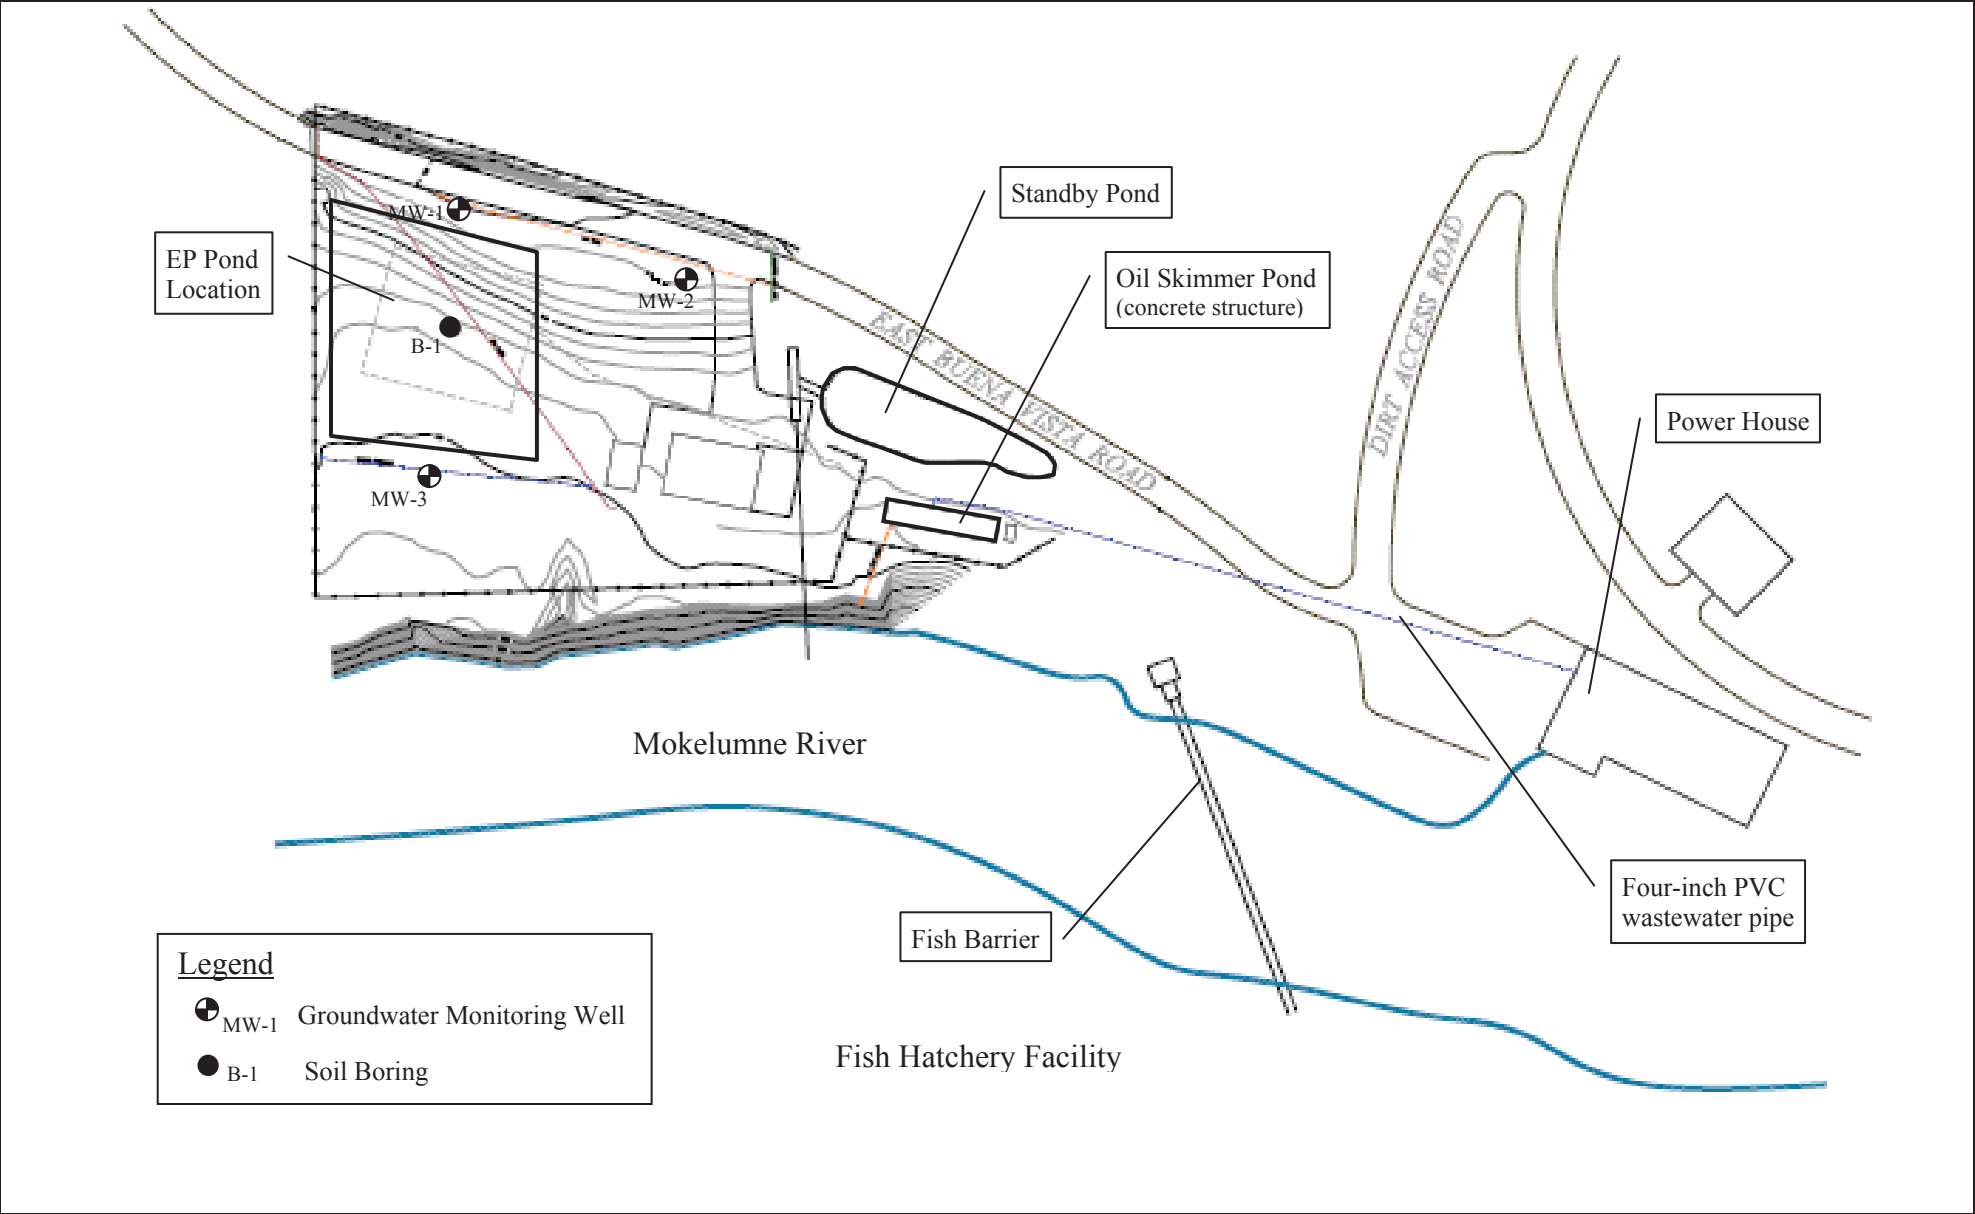 Standby Pond
MW-1
EP Pond
Location
Oil Skimmer Pond
(concrete structure)
MW-2
B-1
EAST BUENA VISTA ROAD
DIRT ACCESS ROAD
Power House
MW-3
Mokelumne River
Four-inch PVC
wastewater pipe
Fish Barrier
Legend
MW-1 Groundwater Monitoring Well
B-1 Soil Boring
Fish Hatchery Facility